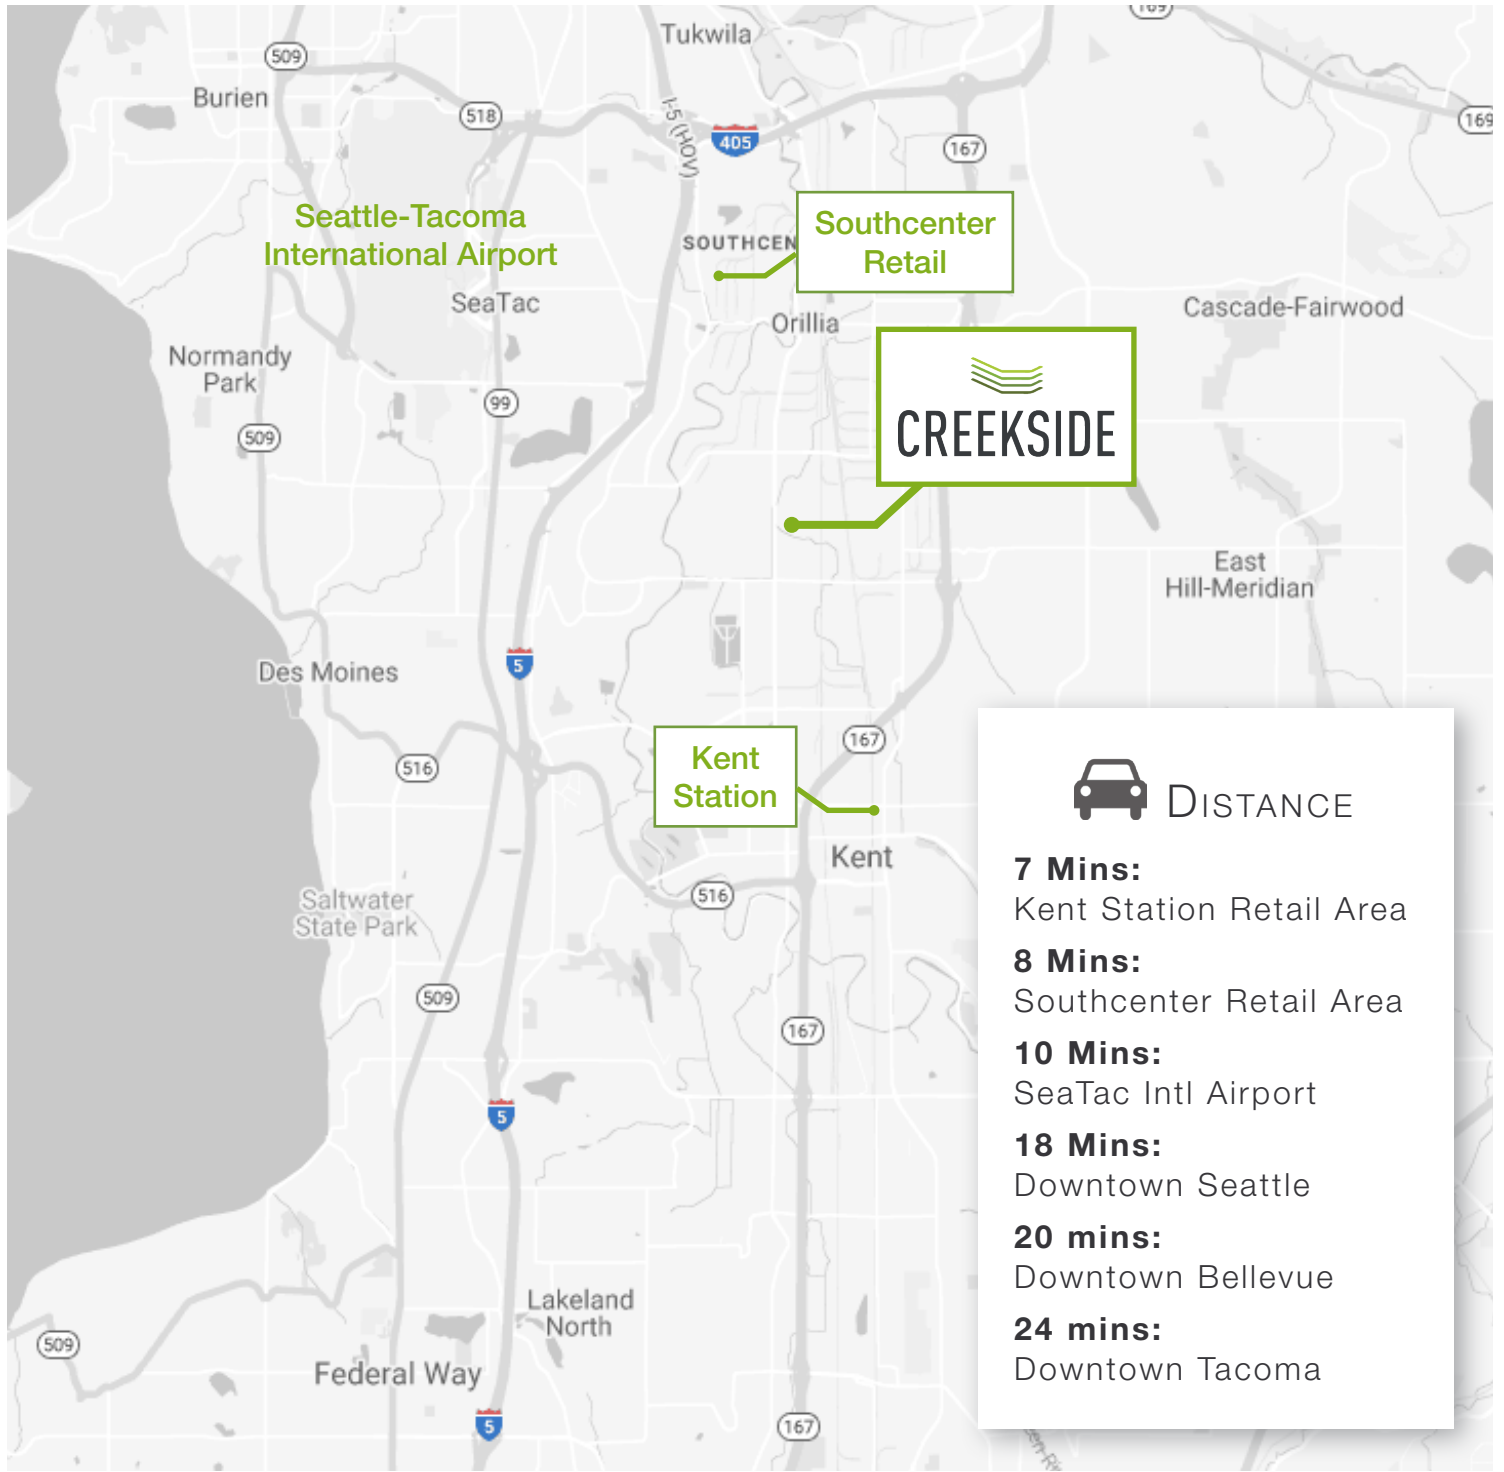 169
Tukwila
509
Burien
518
I-5 (HOV)
405
167
169
Seattle-Tacoma
International Airport
SOUTHCEN
Southcenter
Retail
SeaTac
Orillia
Cascade-Fairwood
Normandy
Park
99
509
CREEKSIDE
East
Hill-Meridian
Des Moines
5
516
Kent
Station
167
Kent
516
Saltwater
State Park
509
167
5
Lakeland
North
509
Federal Way
5
167
DISTANCE
7 Mins:
Kent Station Retail Area
8 Mins:
Southcenter Retail Area
10 Mins:
SeaTac Intl Airport
18 Mins:
Downtown Seattle
20 mins:
Downtown Bellevue
24 mins:
Downtown Tacoma